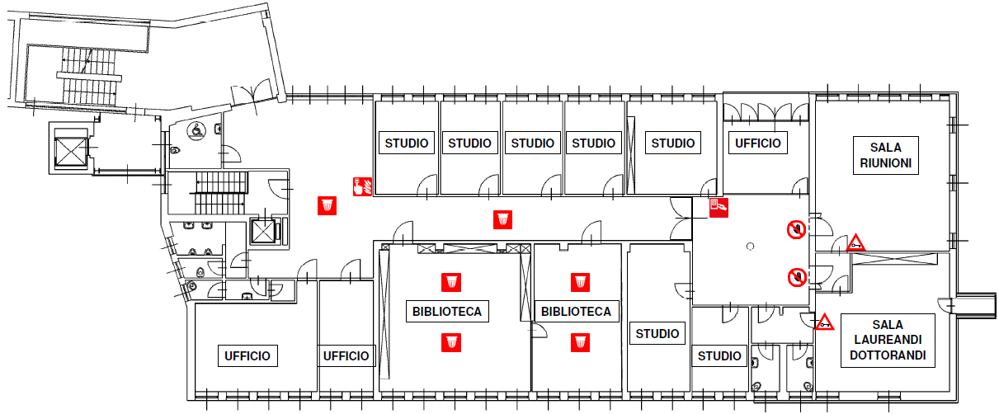 STUDIO
STUDIO
STUDIO
STUDIO
STUDIO
UFFICIO
SALA
RIUNIONI
BIBLIOTECA
BIBLIOTECA
STUDIO
SALA
LAUREANDI
DOTTORANDI
UFFICIO
UFFICIO
STUDIO